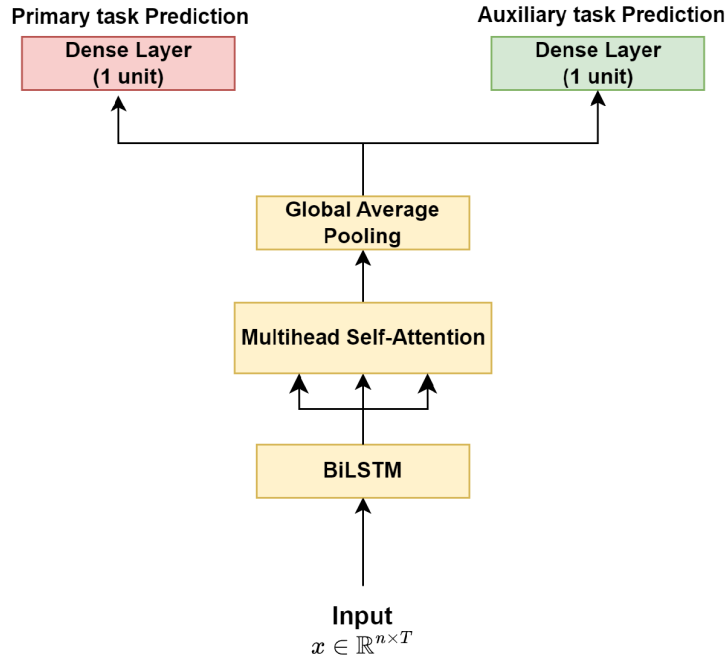 Primary task Prediction
Auxiliary task Prediction
Dense Layer
(1 unit)
Dense Layer
(1 unit)
Global Average
Pooling
Multihead Self-Attention
BiLSTM
Input
x ∈ ℝ^{n×T}